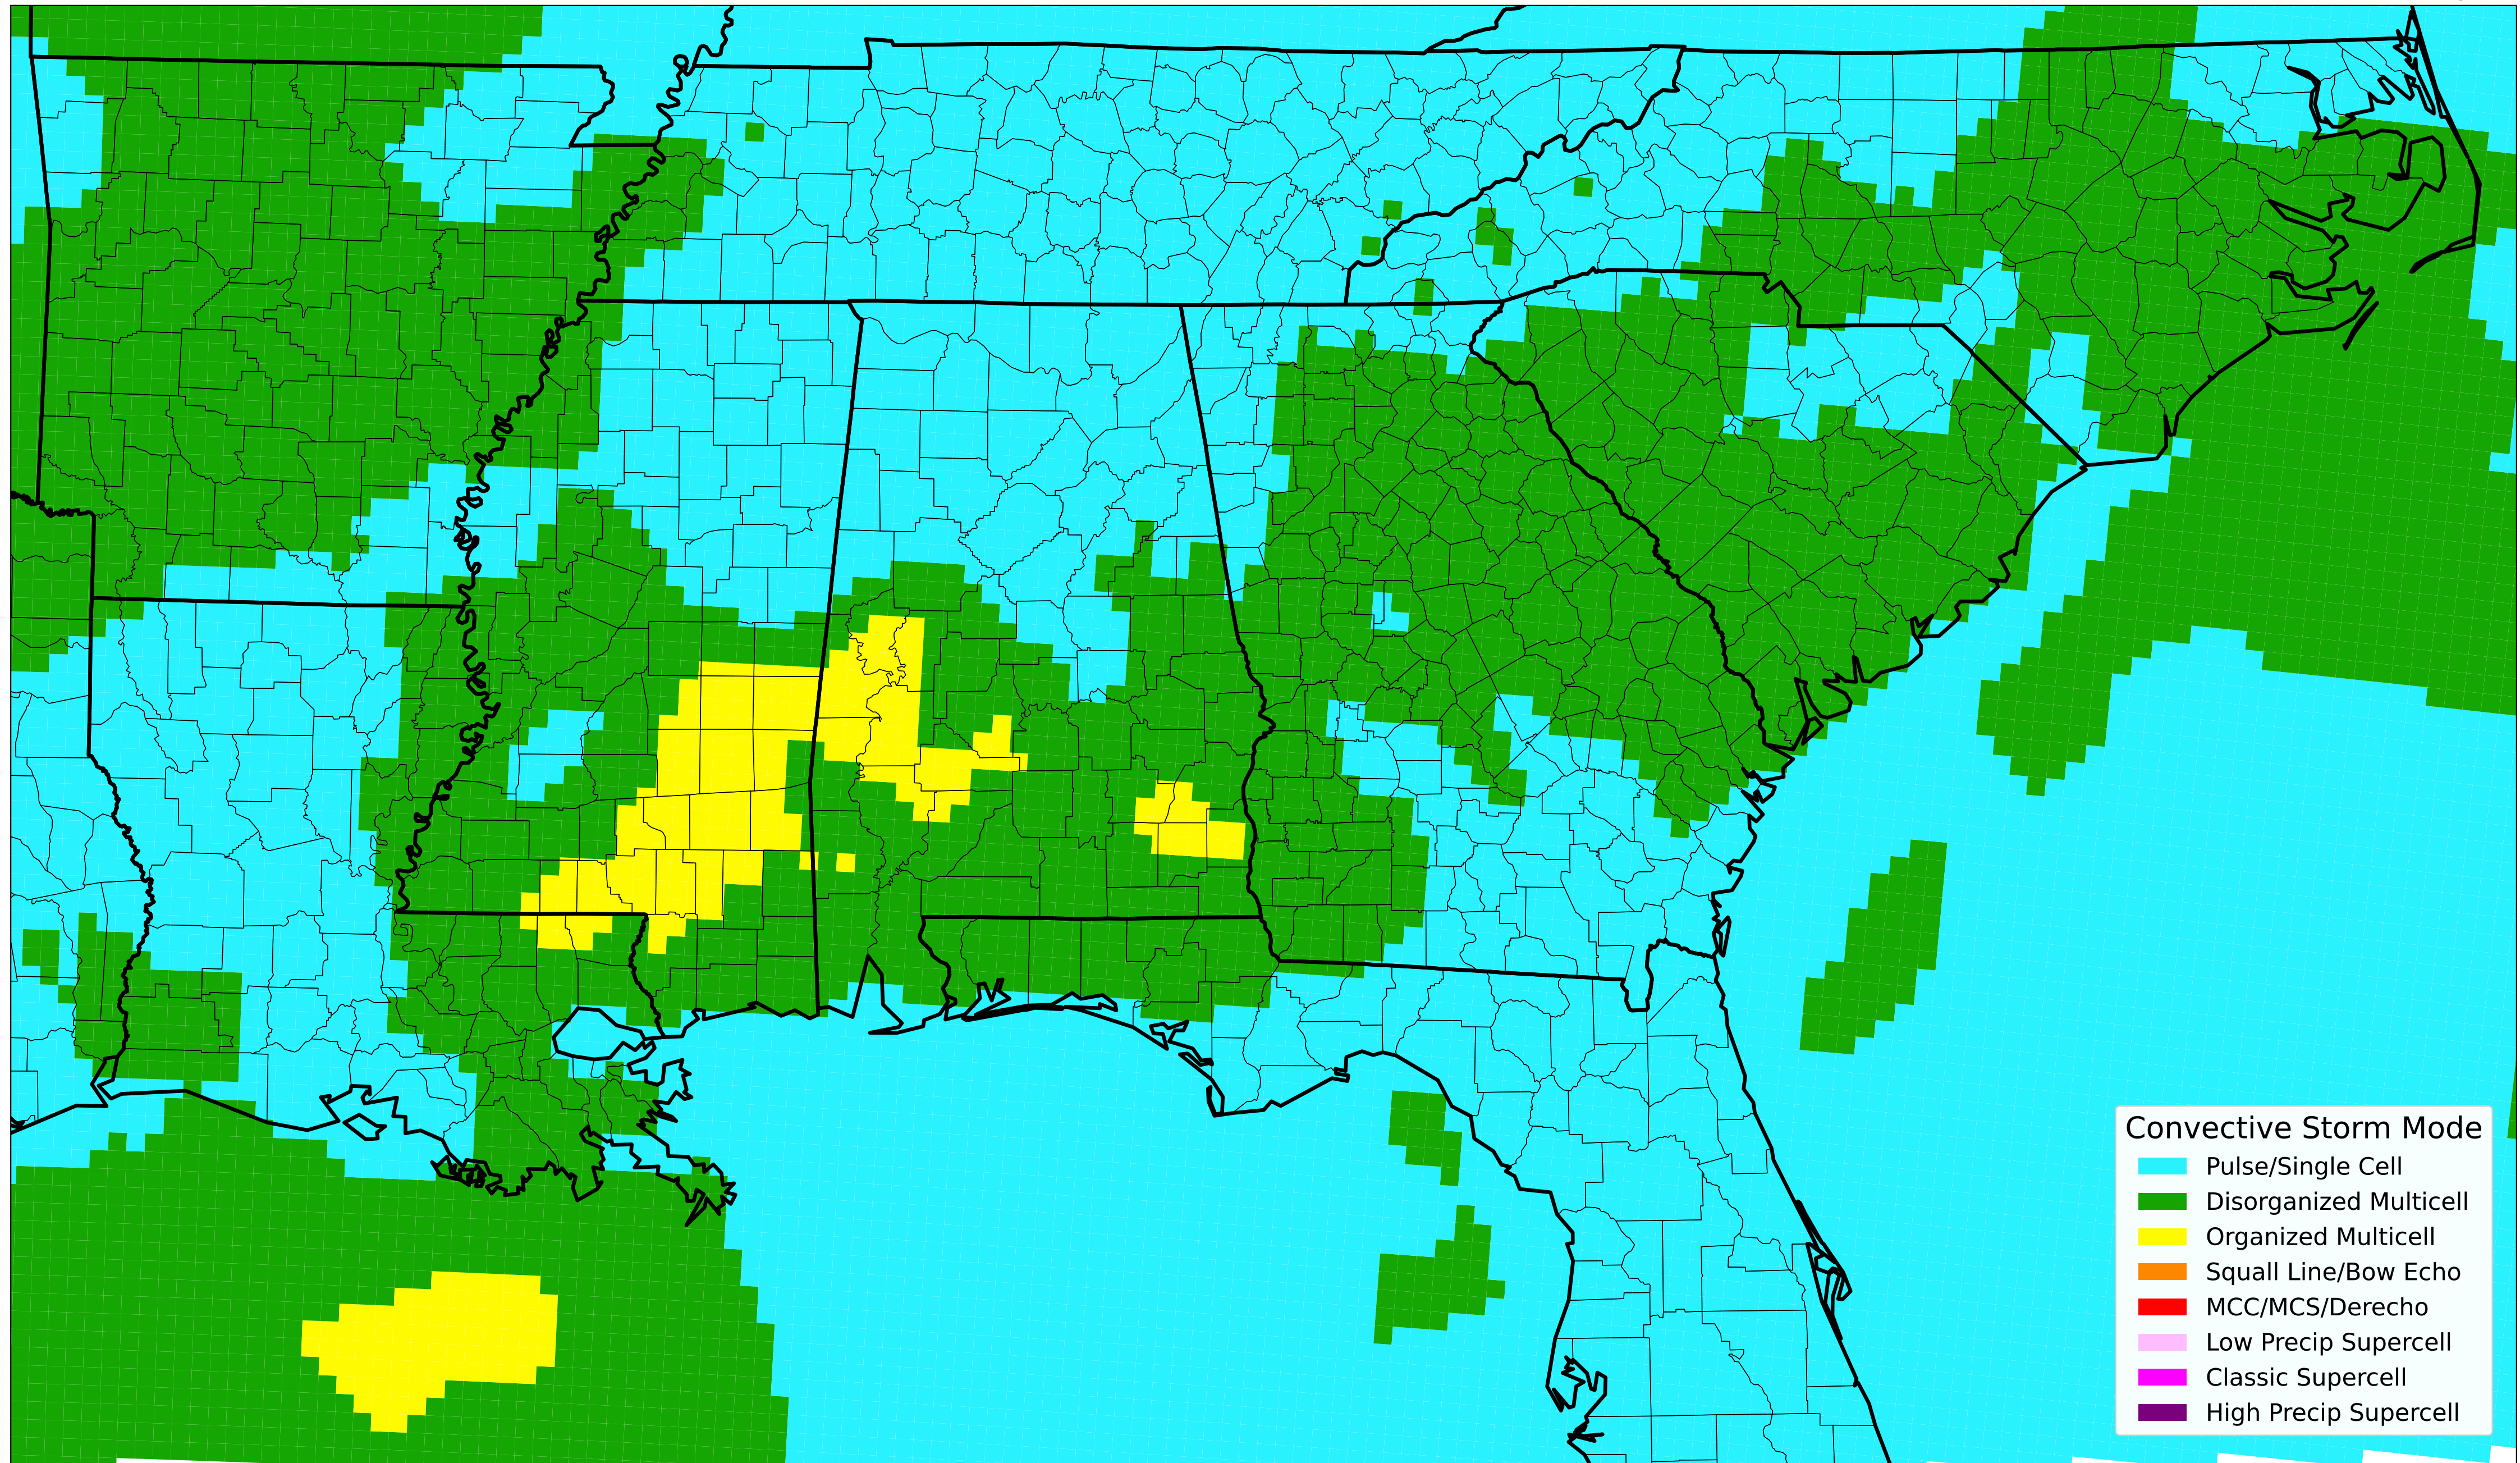 Convective Storm Mode
Pulse/Single Cell
Disorganized Multicell
Organized Multicell
Squall Line/Bow Echo
MCC/MCS/Derecho
Low Precip Supercell
Classic Supercell
High Precip Supercell